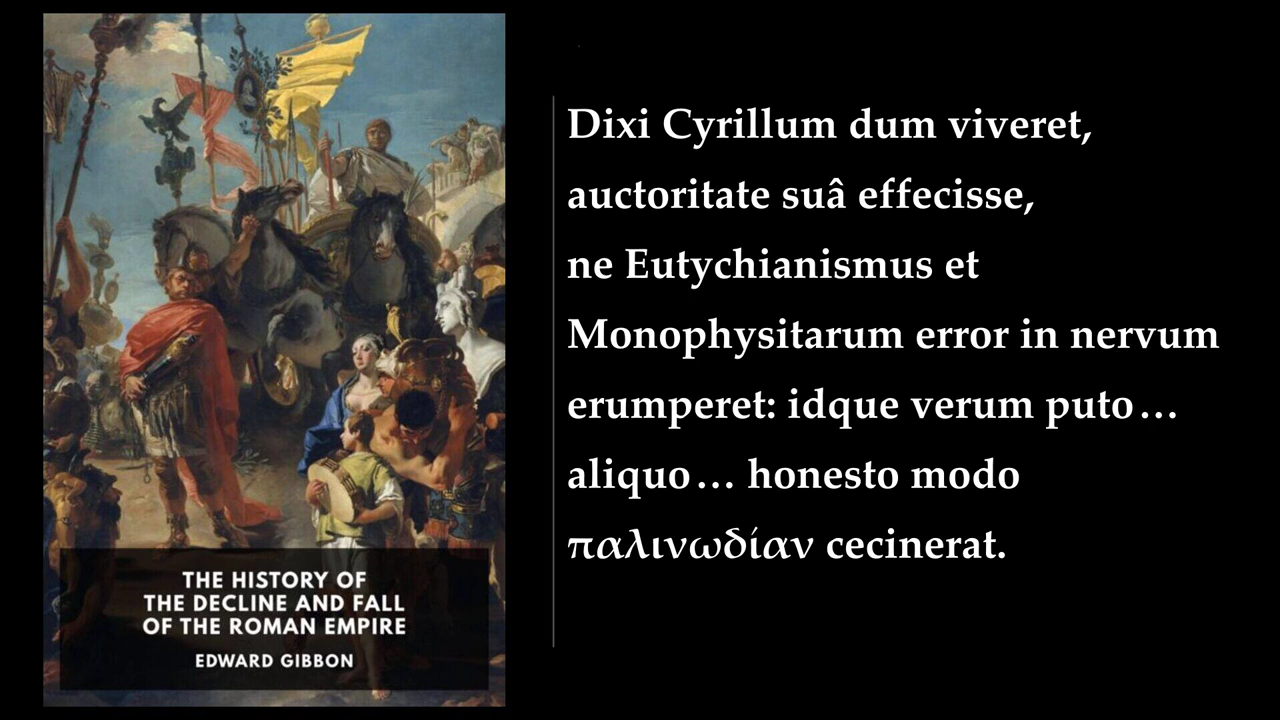 THE HISTORY OF
THE DECLINE AND FALL
OF THE ROMAN EMPIRE
EDWARD GIBBON
Dixi Cyrillum dum viveret,
auctoritate suâ effecisse,
ne Eutychianismus et
Monophysitarum error in nervum
erumperet: idque verum puto…
aliquo… honesto modo
παλινωδίαν cecinerat.